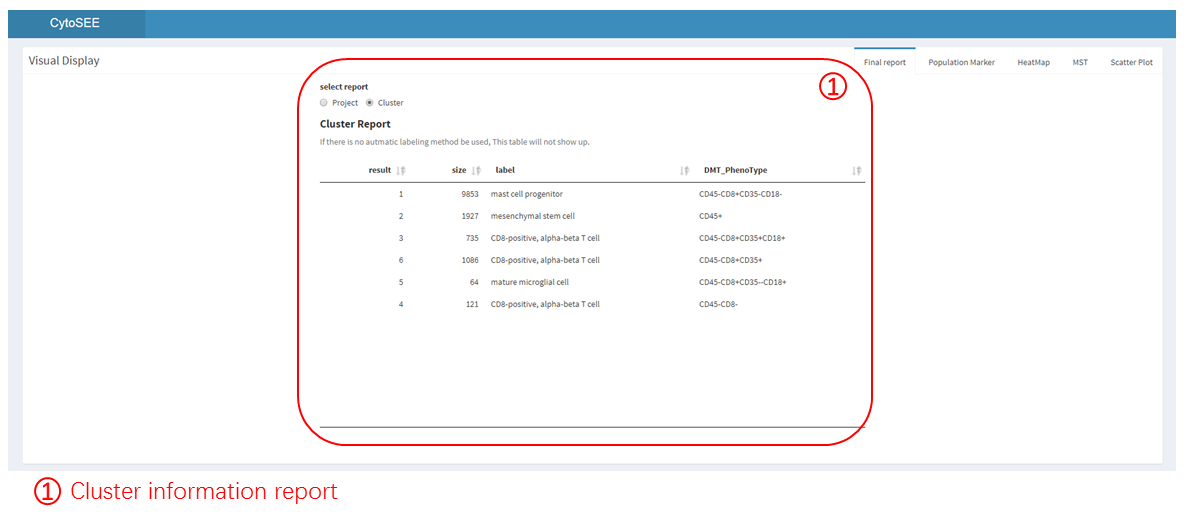 CytoSEE
Visual Display
Final report Population Marker HeatMap MST Scatter Plot
①
select report
Project Cluster
Cluster Report
If there is no autmatic labeling method be used, This table will not show up.
result size label DMT_PhenoType
1 9853 mast cell progenitor CD45-CD8+CD35-CD18-
2 1927 mesenchymal stem cell CD45+
3 735 CD8-positive, alpha-beta T cell CD45-CD8+CD35+CD18+
6 1086 CD8-positive, alpha-beta T cell CD45-CD8+CD35+
5 64 mature microglial cell CD45-CD8+CD35--CD18+
4 121 CD8-positive, alpha-beta T cell CD45-CD8-
① Cluster information report